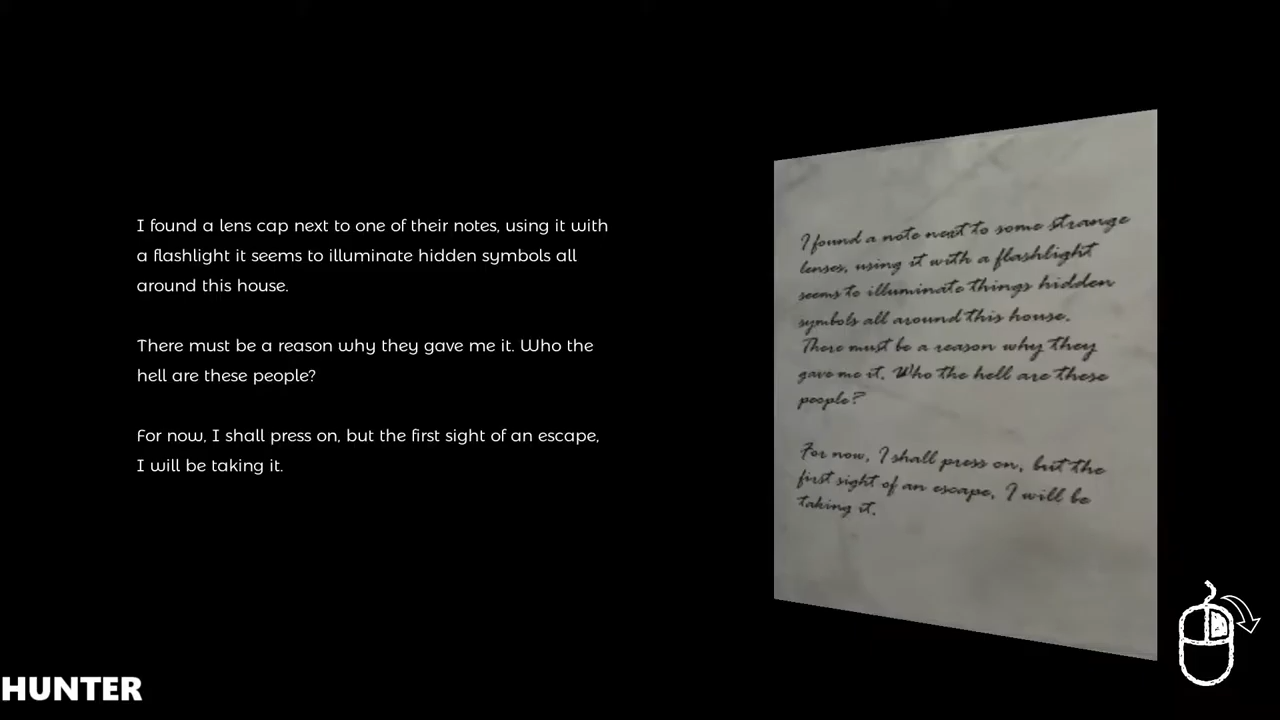 I found a lens cap next to one of their notes, using it with
a flashlight it seems to illuminate hidden symbols all
around this house.
There must be a reason why they gave me it. Who the
hell are these people?
For now, I shall press on, but the first sight of an escape,
I will be taking it.
I found a note next to some strange
lenses, using it with a flashlight
seems to illuminate things hidden
symbols all around this house.
There must be a reason why they
gave me it. Who the hell are these
people?
For now, I shall press on, but the
first sight of an escape, I will be
taking it.
HUNTER